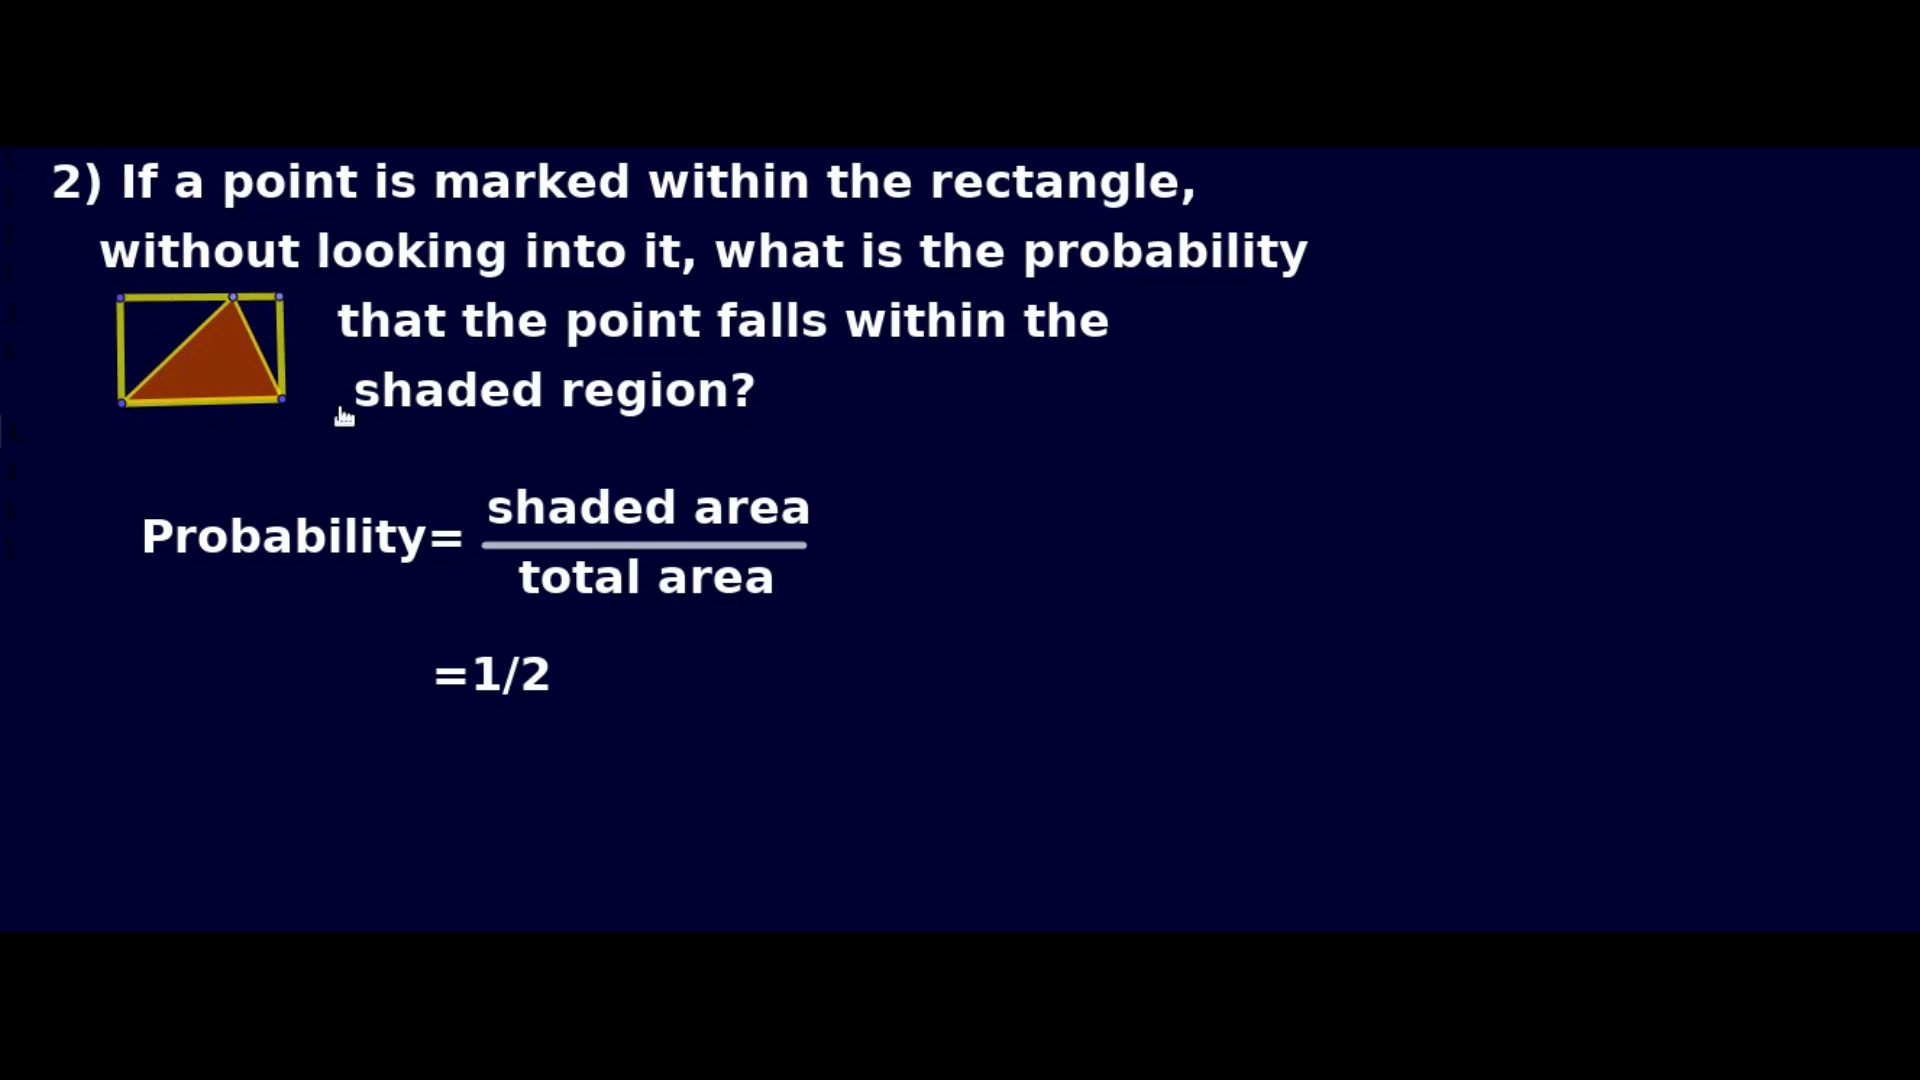 2) If a point is marked within the rectangle,
without looking into it, what is the probability
that the point falls within the
shaded region?
Probability= shaded area
total area
=1/2